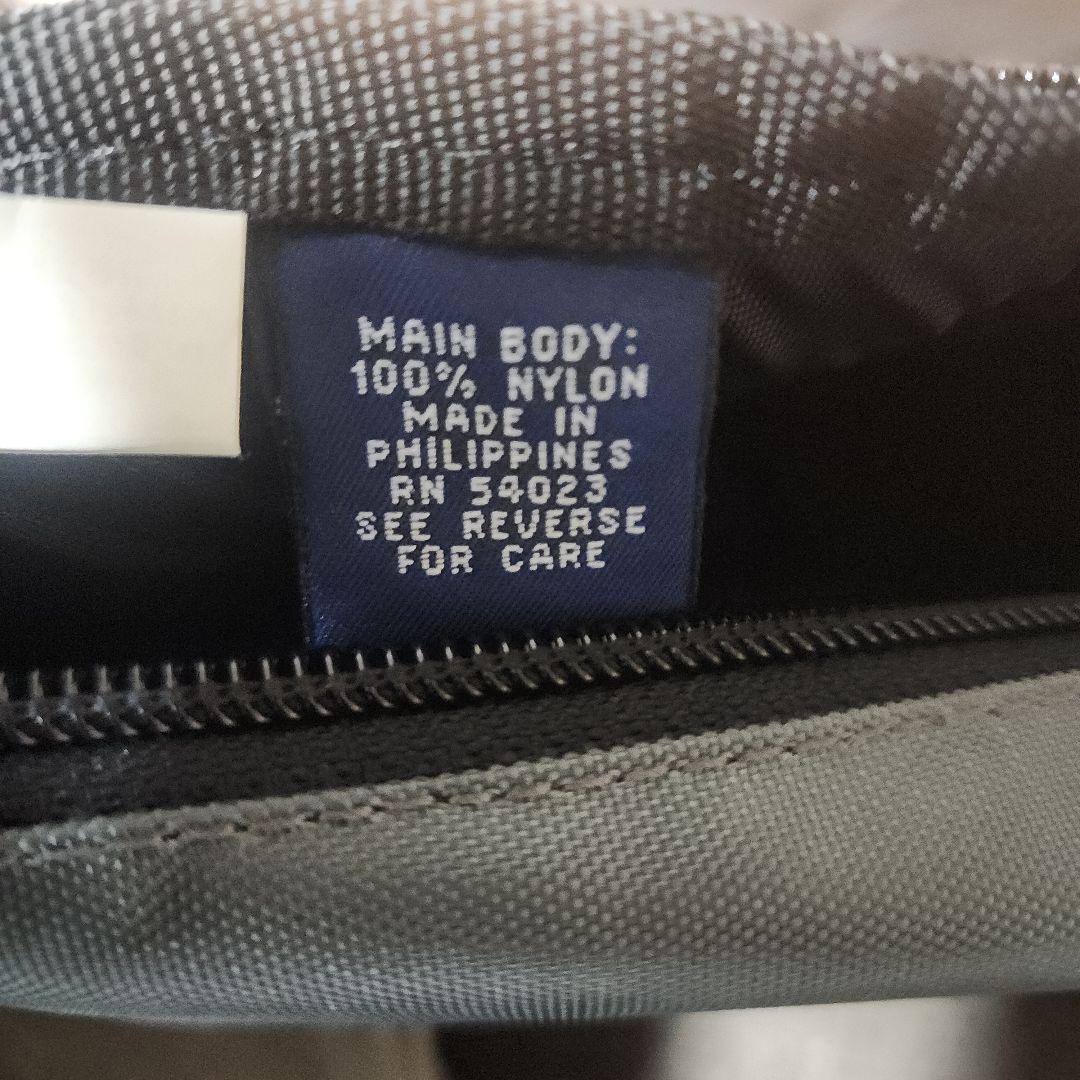 MAIN BODY:
100% NYLON
MADE IN
PHILIPPINES
RN 54023
SEE REVERSE
FOR CARE